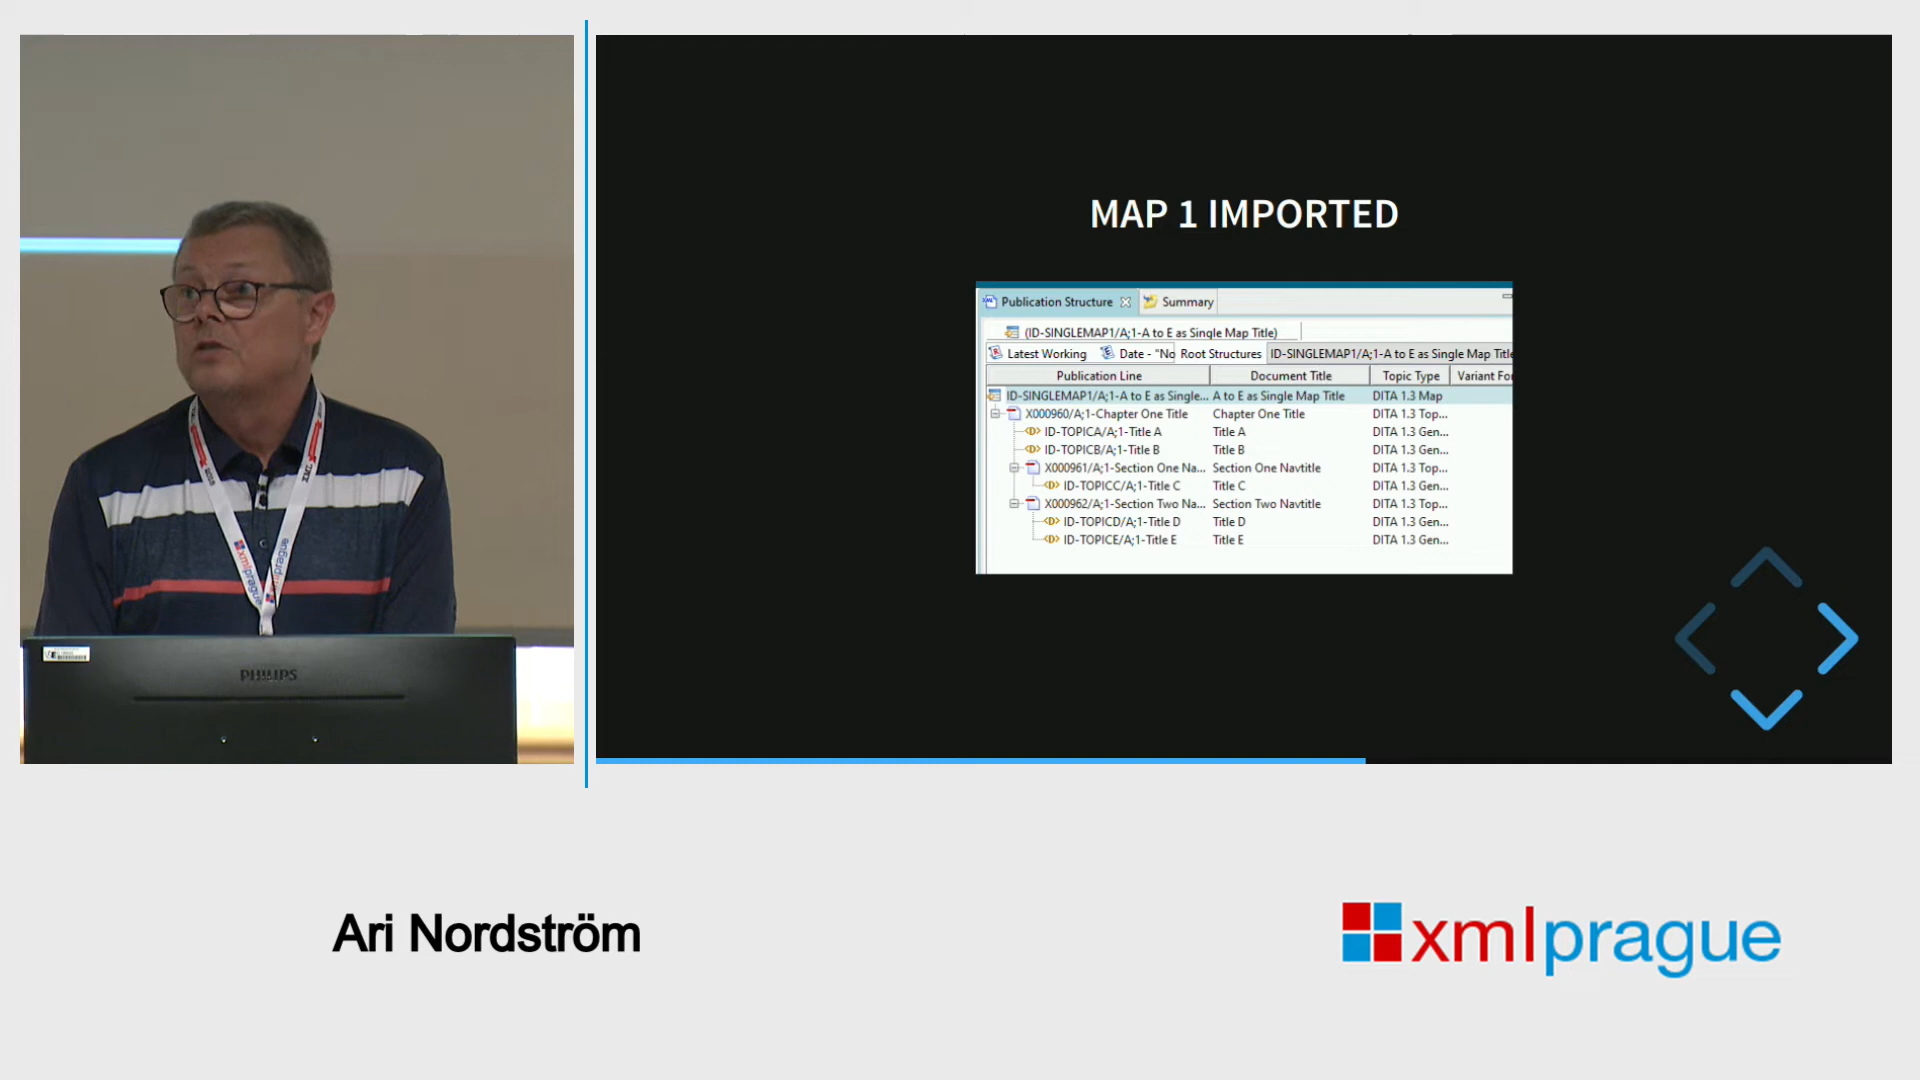 MAP 1 IMPORTED
Publication Structure Summary
(ID-SINGLEMAP1/A;1-A to E as Single Map Title)
Latest Working Date - "No Root Structures ID-SINGLEMAP1/A;1-A to E as Single Map Title
Publication Line Document Title Topic Type Variant For
ID-SINGLEMAP1/A;1-A to E as Single... A to E as Single Map Title DITA 1.3 Map
X000960/A;1-Chapter One Title Chapter One Title DITA 1.3 Top...
ID-TOPICA/A;1-Title A Title A DITA 1.3 Gen...
ID-TOPICB/A;1-Title B Title B DITA 1.3 Gen...
X000961/A;1-Section One Na... Section One Navtitle DITA 1.3 Top...
ID-TOPICC/A;1-Title C Title C DITA 1.3 Gen...
X000962/A;1-Section Two Na... Section Two Navtitle DITA 1.3 Top...
ID-TOPICD/A;1-Title D Title D DITA 1.3 Gen...
ID-TOPICE/A;1-Title E Title E DITA 1.3 Gen...
xmlprague
xmlprague
PHILIPS
Ari Nordström
xmlprague